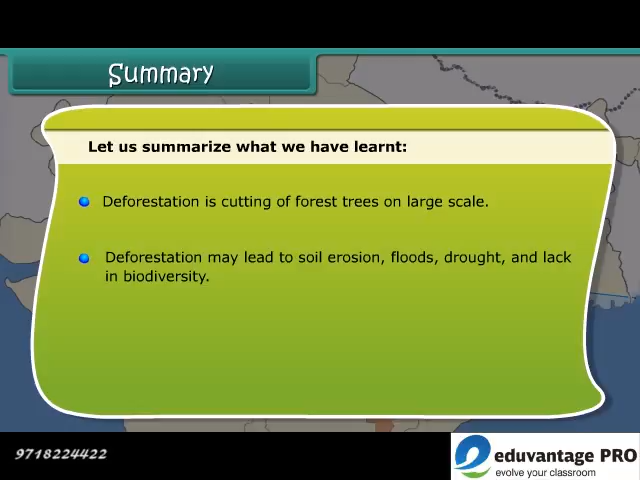 Summary
Let us summarize what we have learnt:
Deforestation is cutting of forest trees on large scale.
Deforestation may lead to soil erosion, floods, drought, and lack
in biodiversity.
9718224422
eduvantage PRO
evolve your classroom